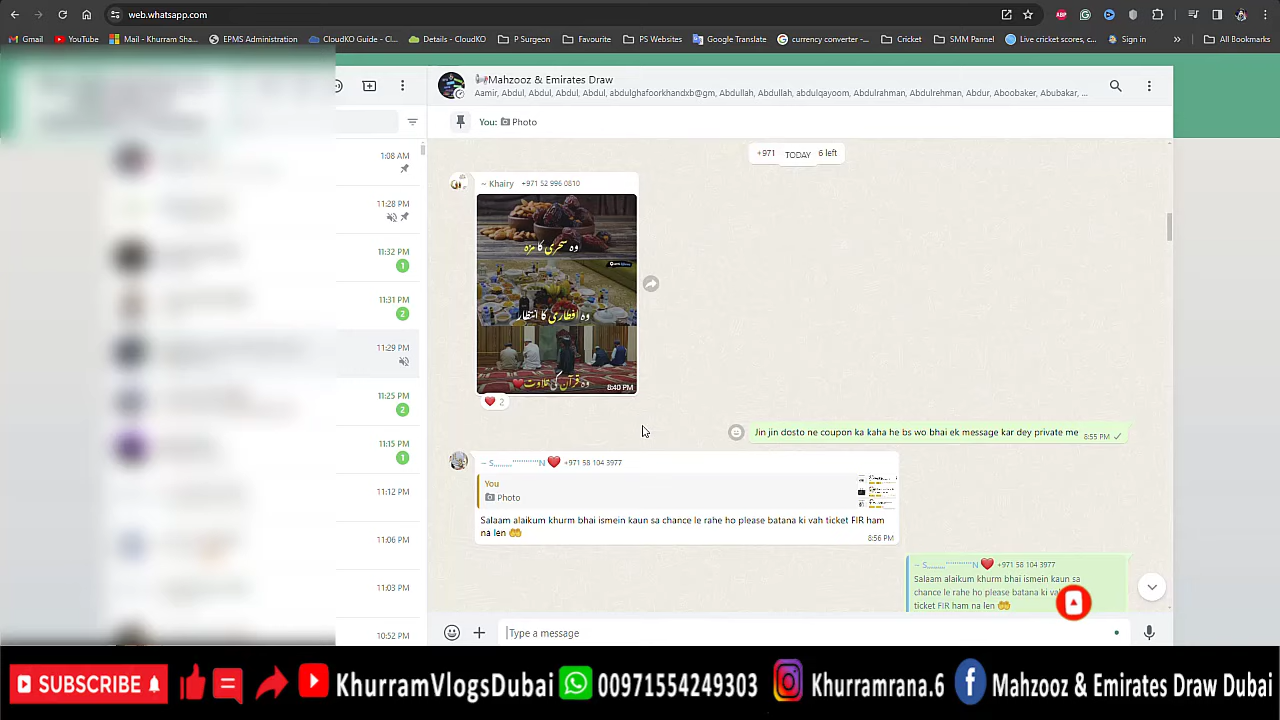 web.whatsapp.com
Gmail YouTube Mail - Khurram Sha... EPMS Administration CloudKO Guide - Cl... Details - CloudKO P Surgeon Favourite PS Websites Google Translate currency converter -... Cricket SMM Panel Live cricket scores, c... Sign in » All Bookmarks
Mahzooz & Emirates Draw
Aamir, Abdul, Abdul, Abdul, Abdul, abdulghafoorkhandxb@gm, Abdullah, Abdullah, abdulqayoom, Abdulrahman, Abdulrehman, Abdur, Aboobaker, Abubakar, ...
You: Photo
+971 TODAY 6 left
1:08 AM
11:28 PM
11:32 PM
1
11:31 PM
2
11:29 PM
11:25 PM
2
11:15 PM
1
11:12 PM
11:06 PM
11:03 PM
10:52 PM
~ Khairy +971 52 996 0810
وہ سحری کا مزہ
وہ افطاری کا انتظار
وہ قرآن کی تلاوت
8:40 PM
2
Jin jin dosto ne coupon ka kaha he bs wo bhai ek message kar dey private me 8:55 PM
+971 58 104 3977
You
Photo
Salaam alaikum khurm bhai ismein kaun sa chance le rahe ho please batana ki vah ticket FIR ham
na len
8:56 PM
+971 58 104 3977
Salaam alaikum khurm bhai ismein kaun sa
chance le rahe ho please batana ki vah
ticket FIR ham na len
Type a message
SUBSCRIBE KhurramVlogsDubai 00971554249303 Khurramrana.6 Mahzooz & Emirates Draw Dubai